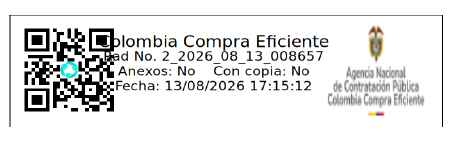 Colombia Compra Eficiente
Rad No. 2_2026_08_13_008657
Anexos: No Con copia: No
Fecha: 13/08/2026 17:15:12
Agencia Nacional
de Contratación Pública
Colombia Compra Eficiente